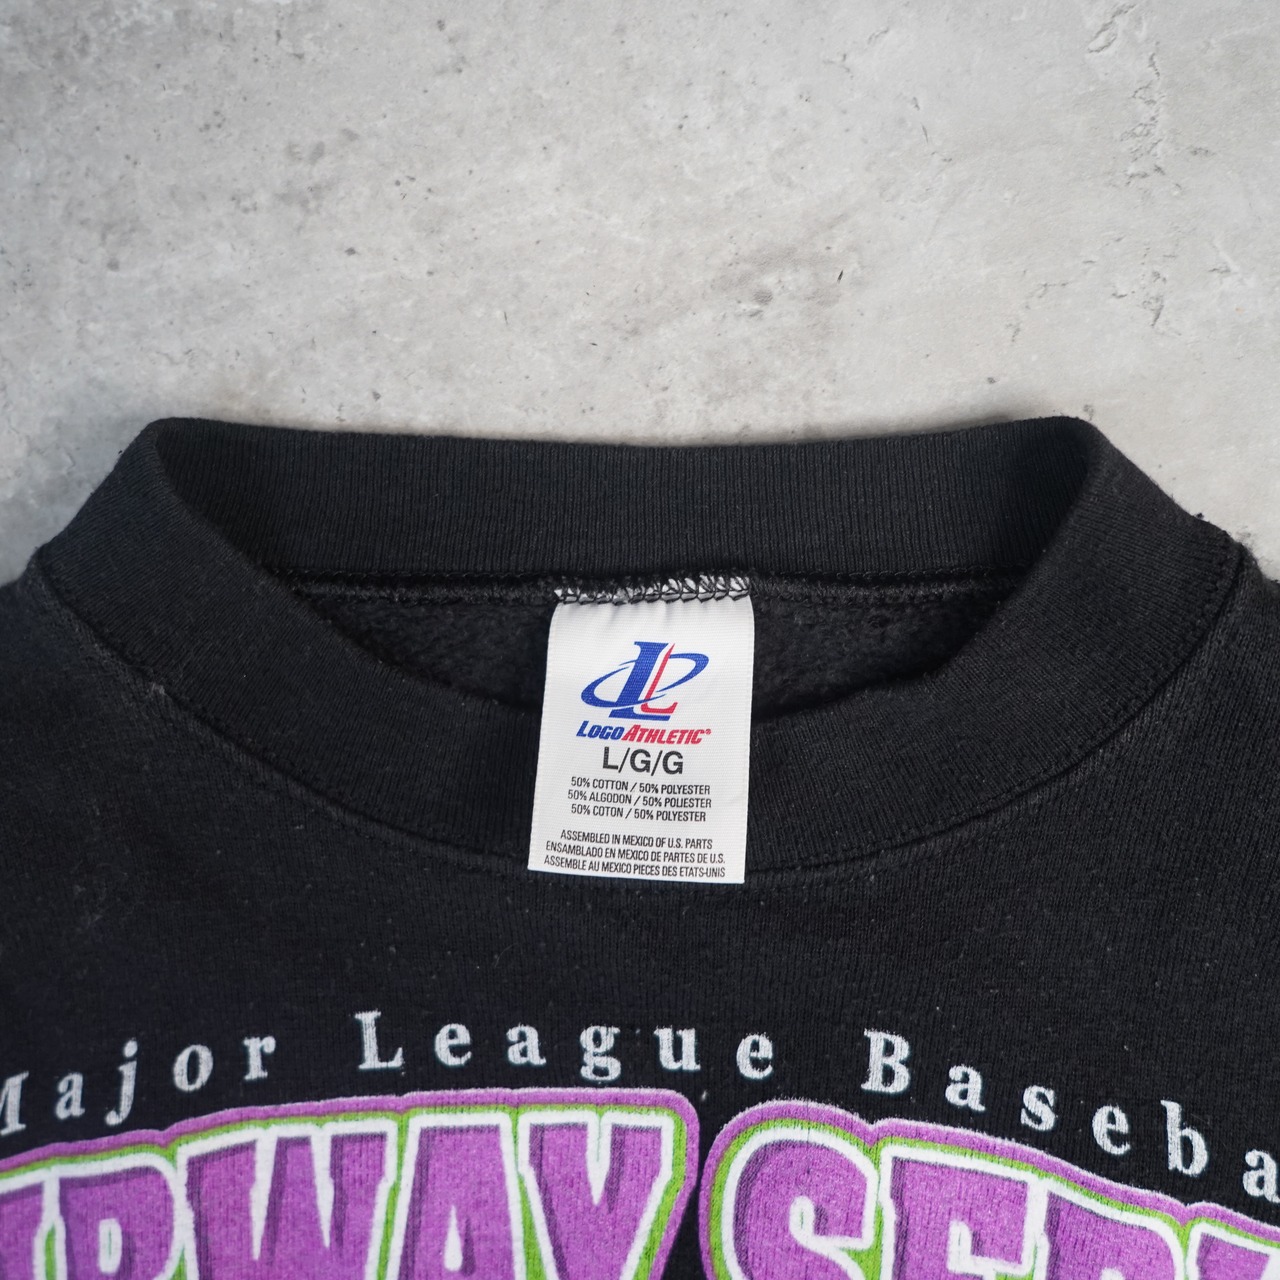 LOGO ATHLETIC®
L/G/G
50% COTTON / 50% POLYESTER
50% ALGODON / 50% POLIESTER
50% COTON / 50% POLYESTER
ASSEMBLED IN MEXICO OF U.S. PARTS
ENSAMBLADO EN MEXICO DE PARTES DE U.S.
ASSEMBLE AU MEXICO PIECES DES ETATS-UNIS
Major League Baseba